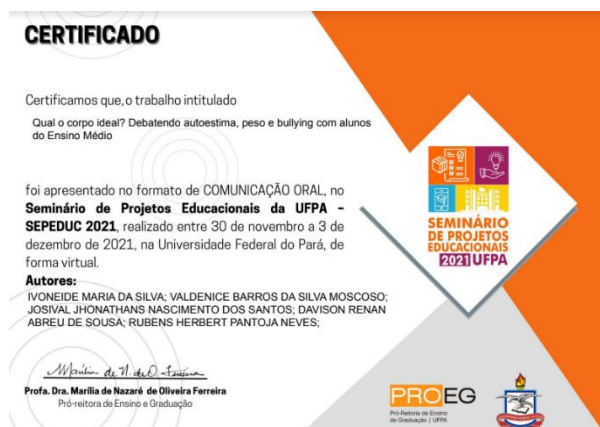 CERTIFICADO
Certificamos que, o trabalho intitulado
Qual o corpo ideal? Debatendo autoestima, peso e bullying com alunos
do Ensino Médio
foi apresentado no formato de COMUNICAÇÃO ORAL, no
Seminário de Projetos Educacionais da UFPA –
SEPEDUC 2021, realizado entre 30 de novembro a 3 de
dezembro de 2021, na Universidade Federal do Pará, de
forma virtual.
Autores:
IVONEIDE MARIA DA SILVA; VALDENICE BARROS DA SILVA MOSCOSO;
JOSIVAL JHONATHANS NASCIMENTO DOS SANTOS; DAVISON RENAN
ABREU DE SOUSA; RUBENS HERBERT PANTOJA NEVES;
Marília de N. de O. Ferreira
Profa. Dra. Marília de Nazaré de Oliveira Ferreira
Pró-reitora de Ensino e Graduação
SEMINÁRIO
DE PROJETOS
EDUCACIONAIS
2021 UFPA
PROEG
Pró-Reitoria de Ensino
de Graduação | UFPA